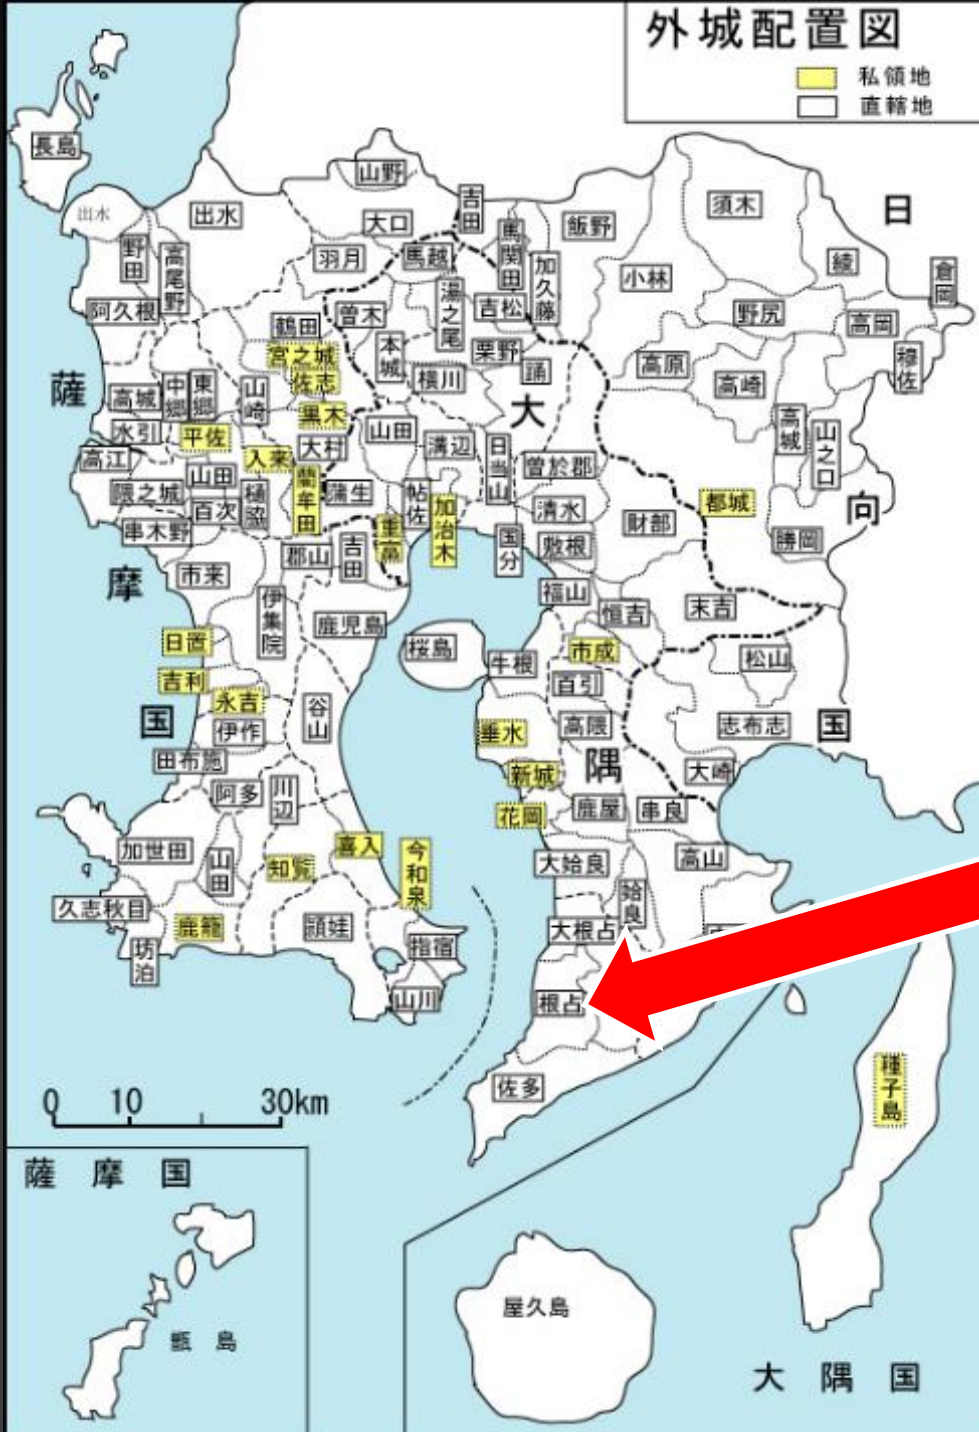 外城配置図
私領地
直轄地
長島
山野
吉田
須木
日
出水
出水
大口
馬関田
飯野
野田
高尾野
羽月
馬越
加久藤
小林
綾
倉岡
阿久根
湯之尾
吉松
野尻
高岡
鶴田
曽木
宮之城
本城
栗野
踊
高原
穆佐
薩
佐志
横川
高崎
高城
中郷
東郷
山崎
黒木
大
高城
山之口
水引
平佐
大村
山田
溝辺
日当山
曽於郡
高江
入来
隈之城
山田
樋脇
藺牟田
蒲生
帖佐
加治木
清水
都城
向
百次
串木野
重富
国分
敷根
財部
勝岡
摩
市来
郡山
吉田
福山
伊集院
鹿児島
恒吉
末吉
日置
桜島
牛根
市成
松山
吉利
百引
永吉
谷山
国
伊作
垂水
高隈
志布志
国
田布施
新城
隅
大崎
阿多
川辺
花岡
鹿屋
串良
加世田
山田
知覧
喜入
今和泉
大姶良
高山
久志秋目
姶良
鹿籠
頴娃
大根占
坊泊
指宿
山川
根占
佐多
種子島
0 10 30km
薩摩国
甑島
屋久島
大隅国